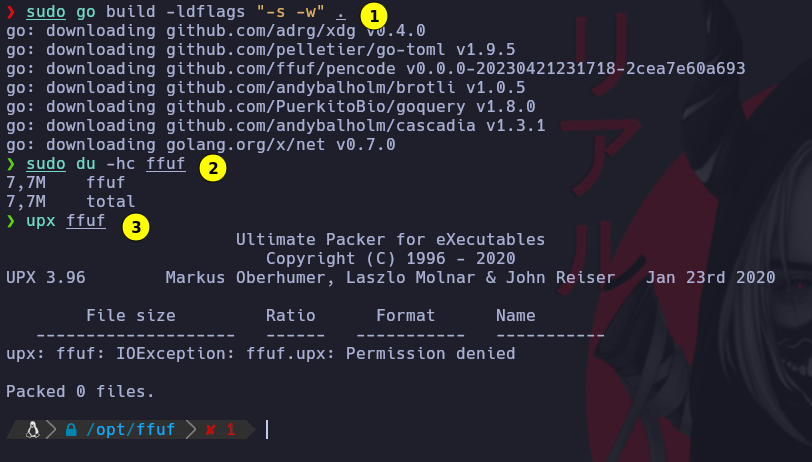 ❯ sudo go build -ldflags "-s -w" . 1
go: downloading github.com/adrg/xdg v0.4.0
go: downloading github.com/pelletier/go-toml v1.9.5
go: downloading github.com/ffuf/pencode v0.0.0-20230421231718-2cea7e60a693
go: downloading github.com/andybalholm/brotli v1.0.5
go: downloading github.com/PuerkitoBio/goquery v1.8.0
go: downloading github.com/andybalholm/cascadia v1.3.1
go: downloading golang.org/x/net v0.7.0
❯ sudo du -hc ffuf 2
7,7M    ffuf
7,7M    total
❯ upx ffuf 3
Ultimate Packer for eXecutables
Copyright (C) 1996 - 2020
UPX 3.96        Markus Oberhumer, Laszlo Molnar & John Reiser   Jan 23rd 2020
File size         Ratio      Format      Name
--------------------   ------   -----------   -----------
upx: ffuf: IOException: ffuf.upx: Permission denied
Packed 0 files.
/opt/ffuf ✘ 1
リアル